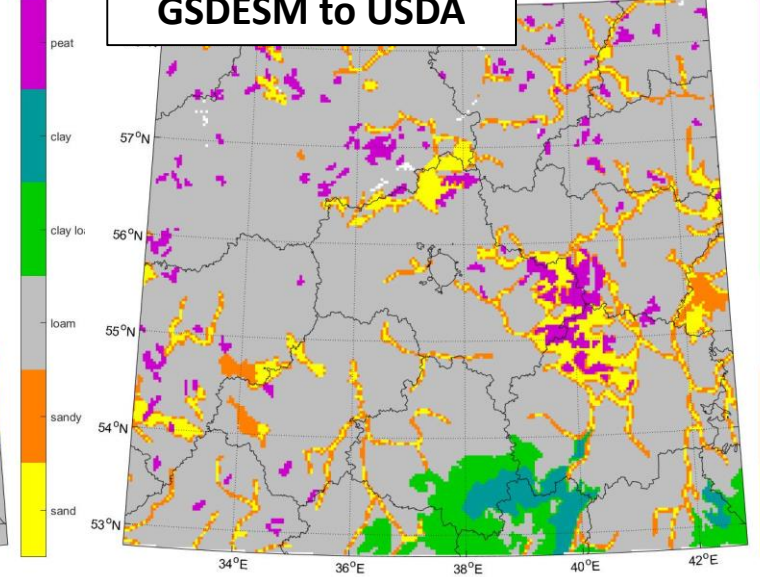 GSDESM to USDA
peat
clay
clay lo
loam
sandy
sand
57°N
56°N
55°N
54°N
53°N
34°E
36°E
38°E
40°E
42°E